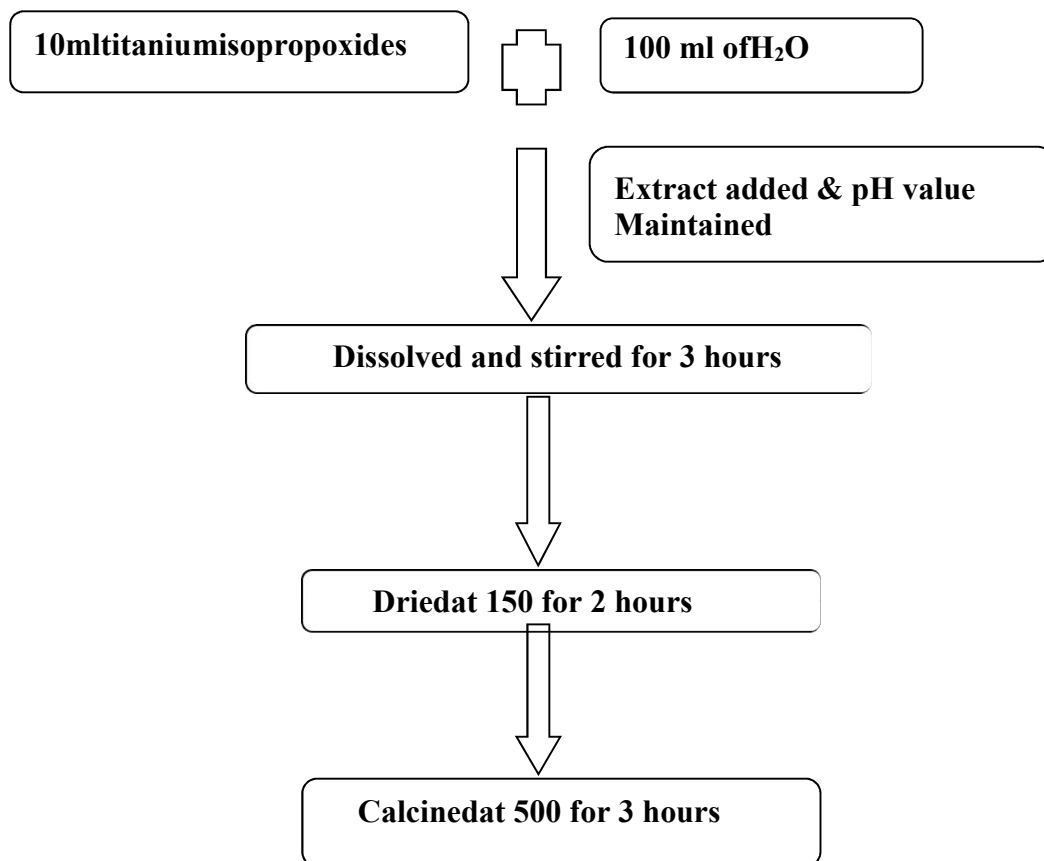 10mltitaniumisopropoxides
100 ml ofH₂O
Extract added & pH value
Maintained
Dissolved and stirred for 3 hours
Driedat 150 for 2 hours
Calcinedat 500 for 3 hours